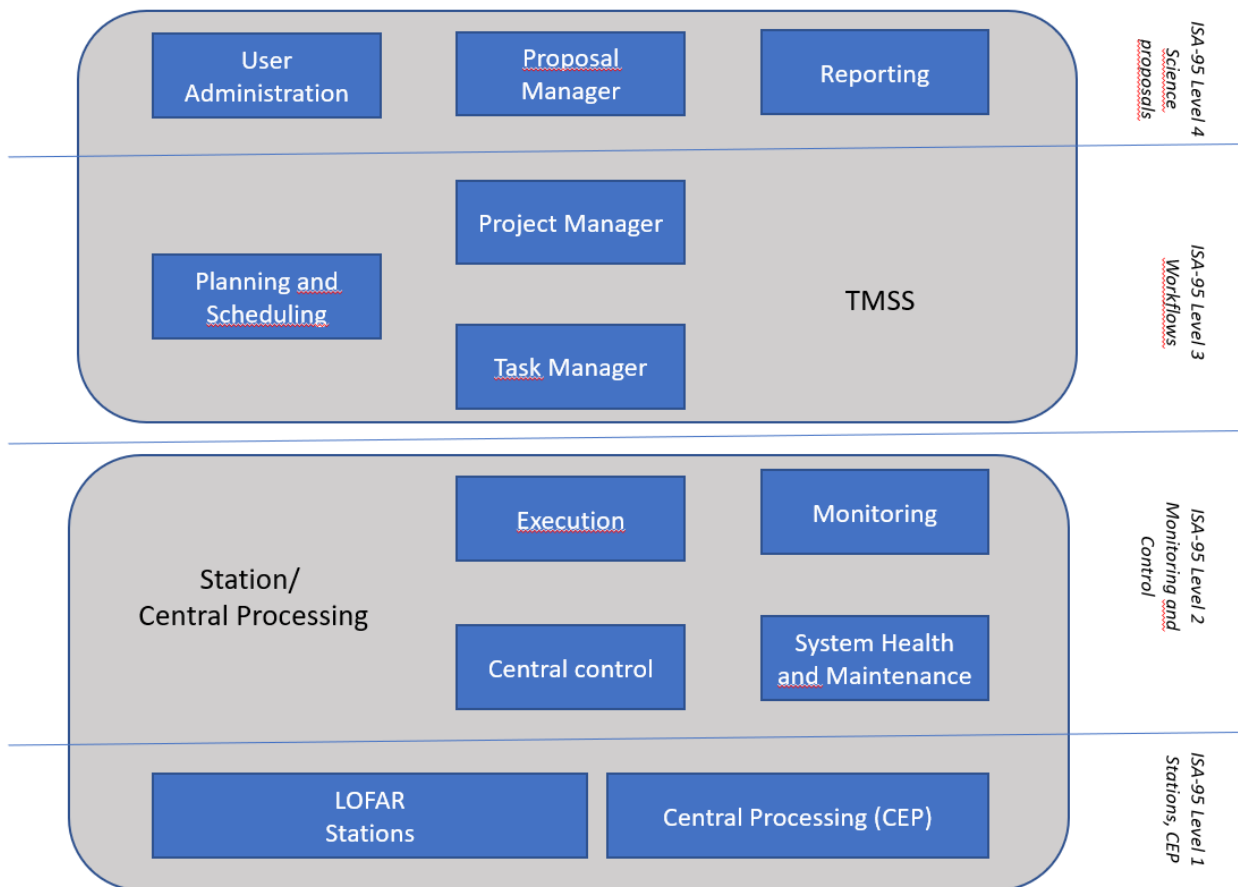 User
Administration
Proposal
Manager
Reporting
ISA-95 Level 4
Science
proposals
Project Manager
Planning and
Scheduling
TMSS
Task Manager
ISA-95 Level 3
Workflows
Execution
Monitoring
Station/
Central Processing
Central control
System Health
and Maintenance
ISA-95 Level 2
Monitoring and
Control
LOFAR
Stations
Central Processing (CEP)
ISA-95 Level 1
Stations, CEP